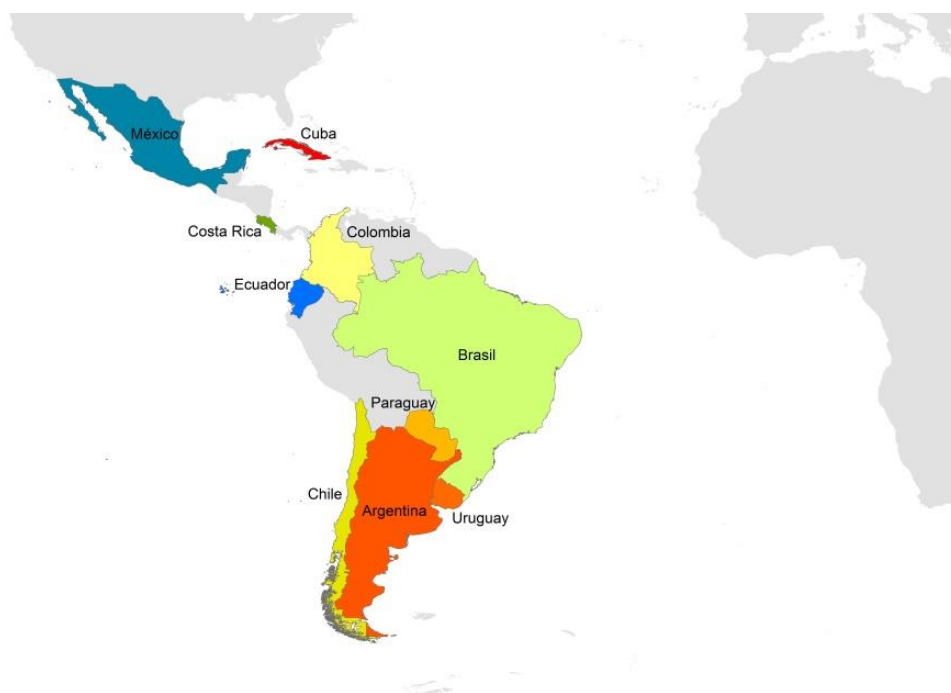 México
Cuba
Costa Rica
Colombia
Ecuador
Brasil
Paraguay
Chile
Argentina
Uruguay